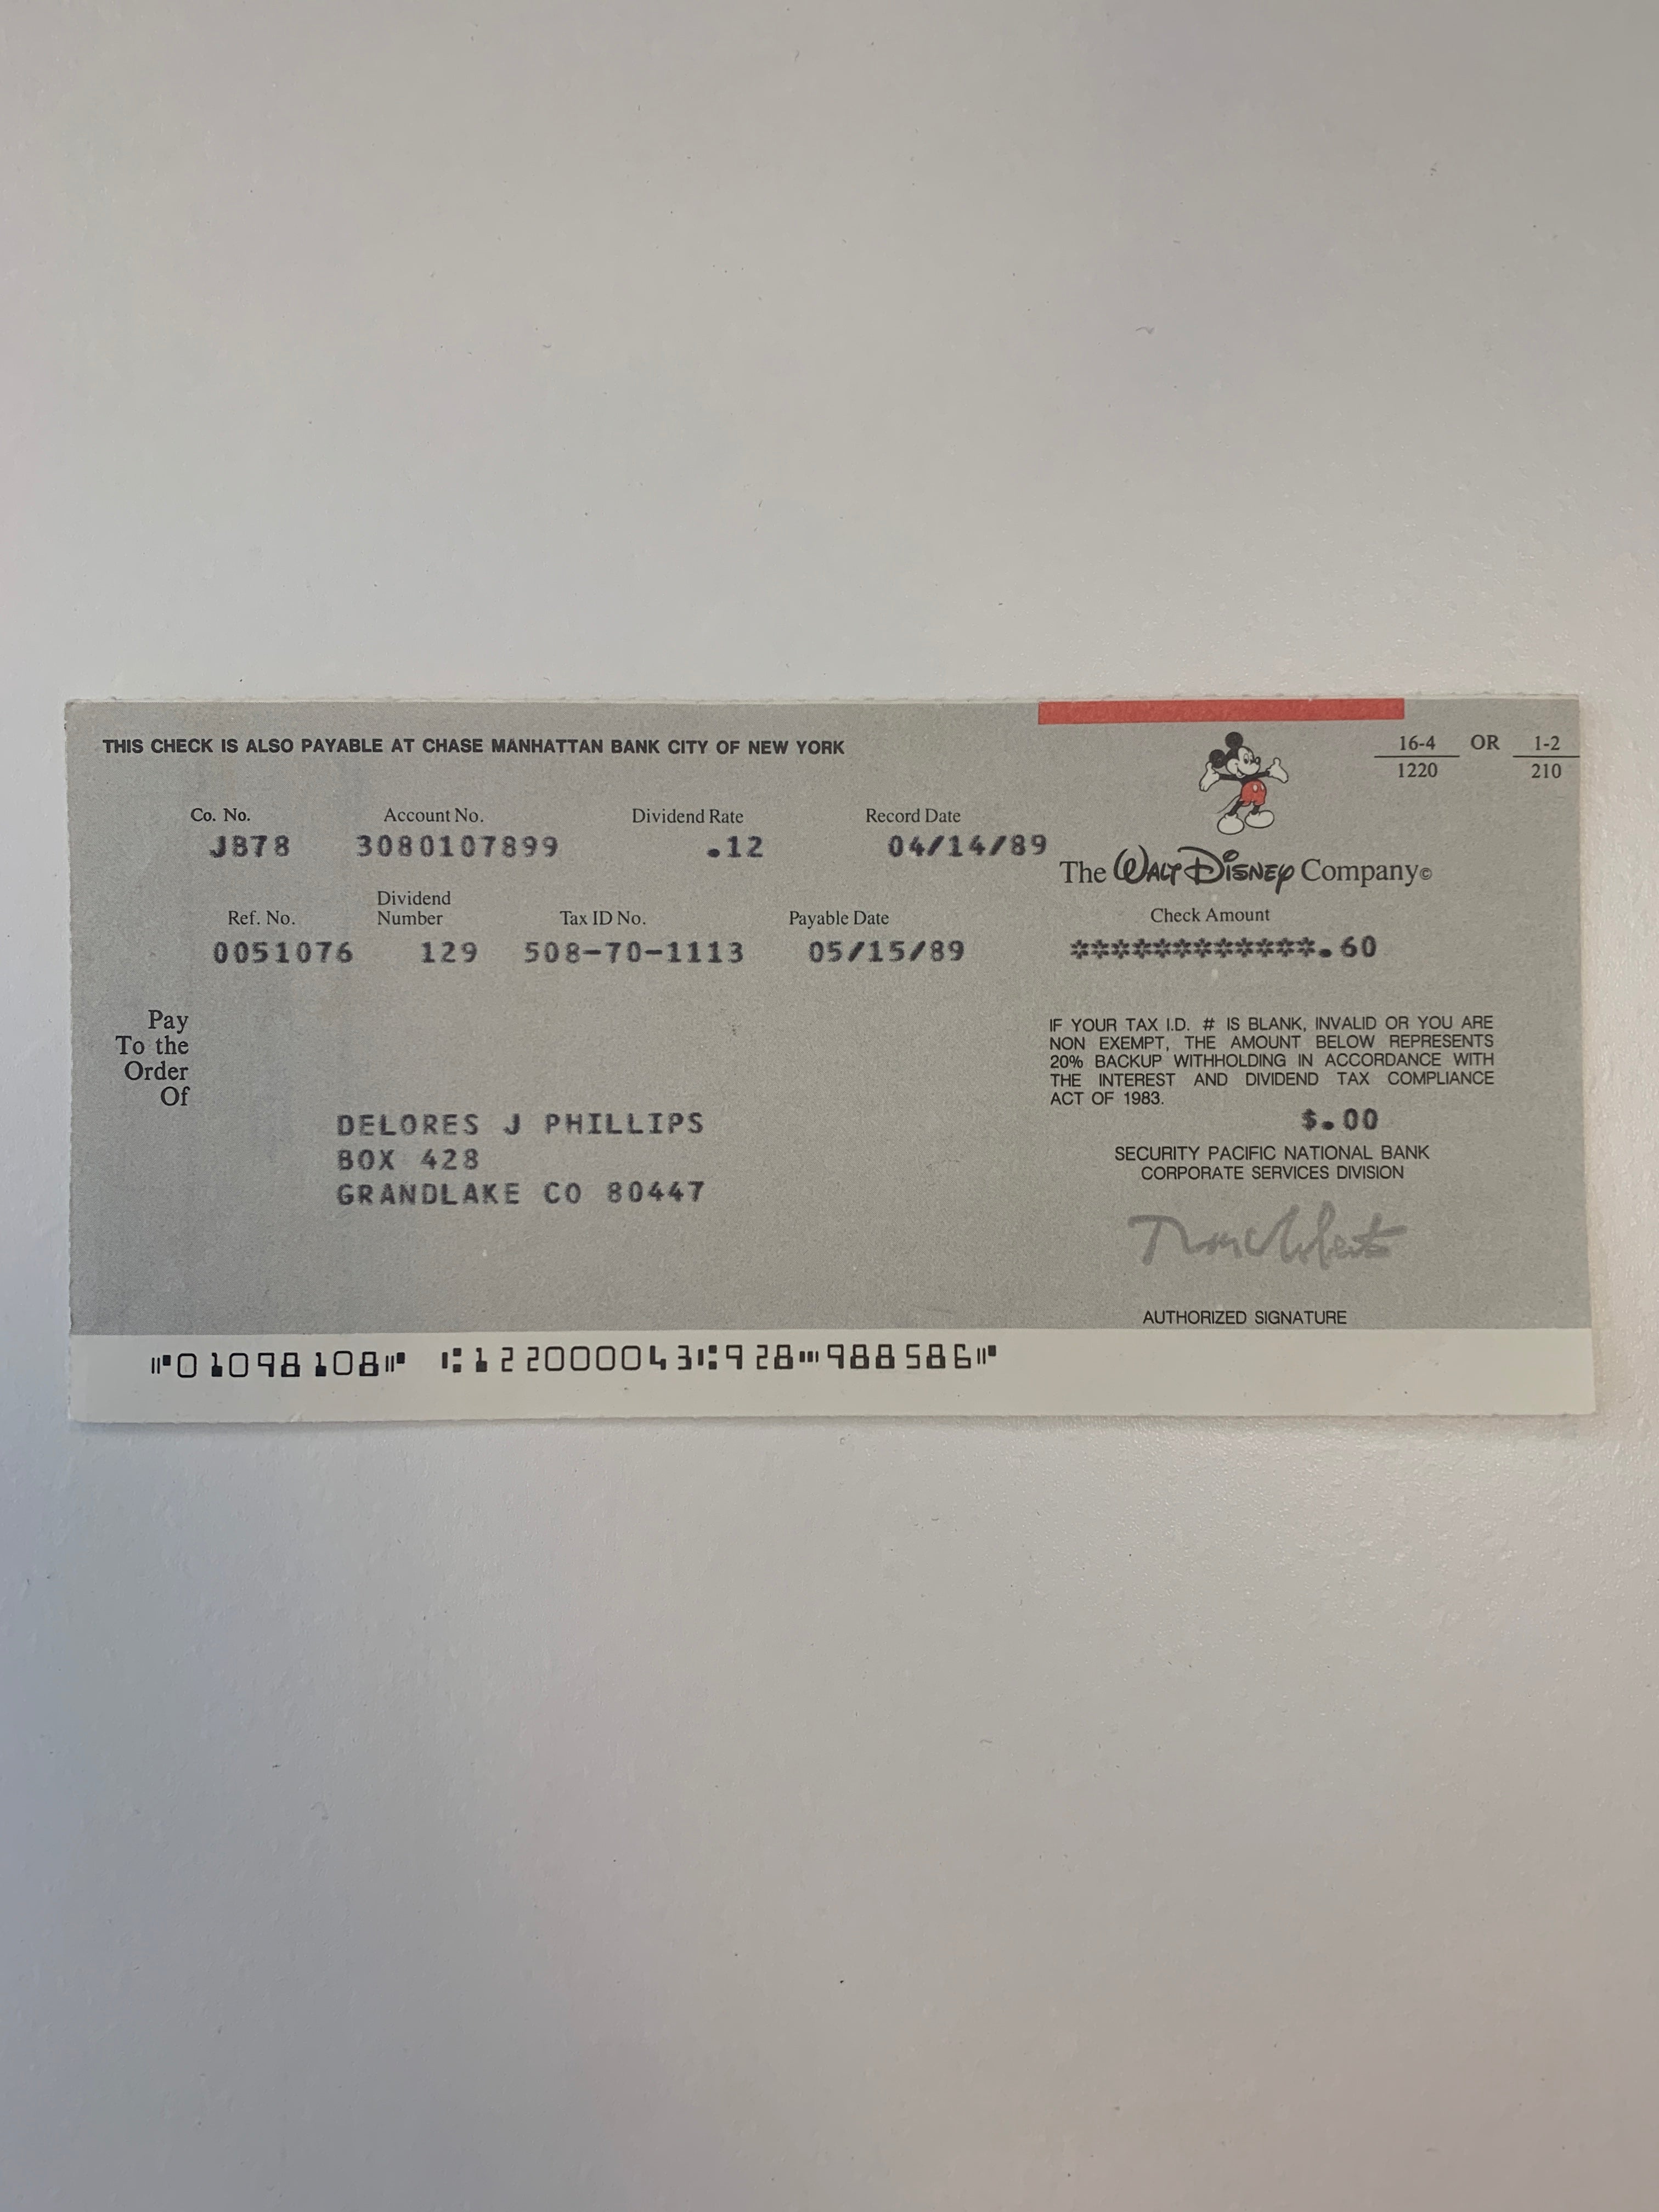 THIS CHECK IS ALSO PAYABLE AT CHASE MANHATTAN BANK CITY OF NEW YORK
16-4 OR 1-2
1220 210
Co. No. Account No. Dividend Rate Record Date
JB78 3080107899 .12 04/14/89
The WALT DISNEY Company©
Dividend
Ref. No. Number Tax ID No. Payable Date Check Amount
0051076 129 508-70-1113 05/15/89 ************.60
Pay
To the
Order
Of
DELORES J PHILLIPS
BOX 428
GRANDLAKE CO 80447
IF YOUR TAX I.D. # IS BLANK, INVALID OR YOU ARE
NON EXEMPT, THE AMOUNT BELOW REPRESENTS
20% BACKUP WITHHOLDING IN ACCORDANCE WITH
THE INTEREST AND DIVIDEND TAX COMPLIANCE
ACT OF 1983.
$.00
SECURITY PACIFIC NATIONAL BANK
CORPORATE SERVICES DIVISION
AUTHORIZED SIGNATURE
⑈01098108⑈ ⑆122000043⑆928⑉988586⑈